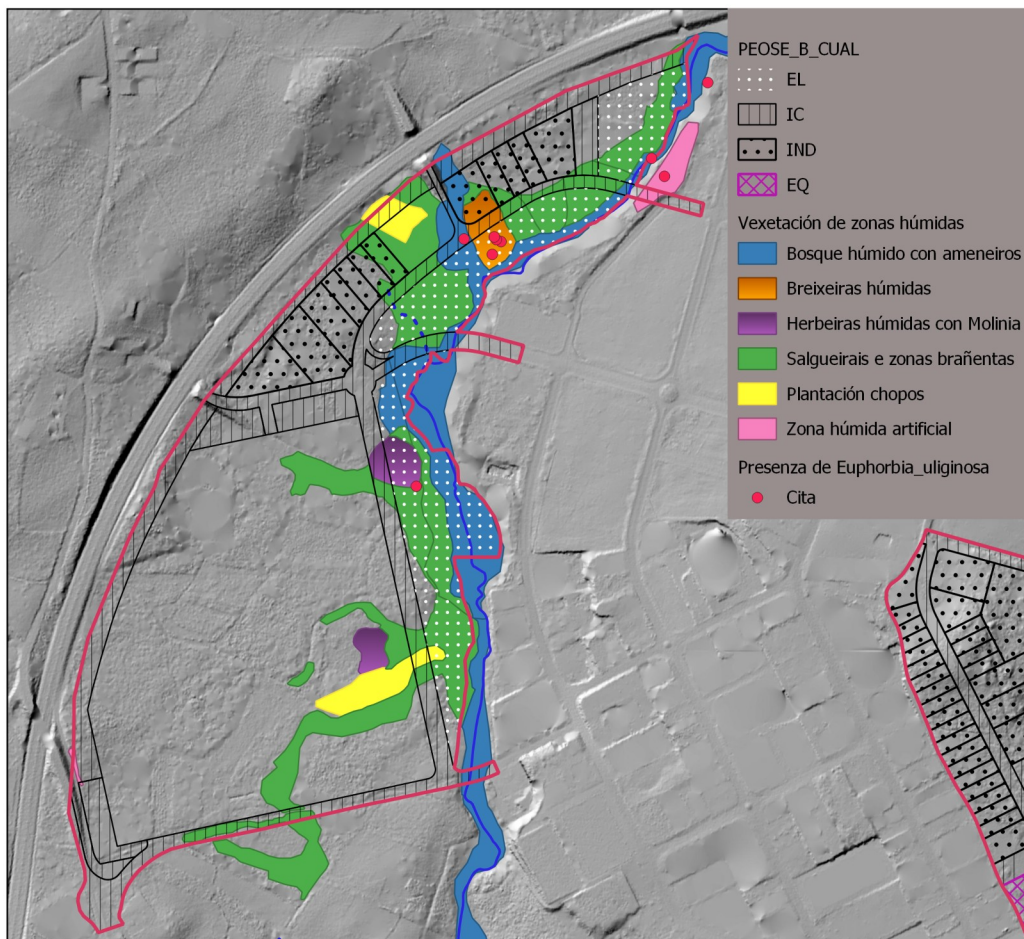 PEOSE_B_CUAL
EL
IC
IND
EQ
Vexetación de zonas húmidas
Bosque húmido con ameneiros
Breixeiras húmidas
Herbeiras húmidas con Molinia
Salgueirais e zonas brañentas
Plantación chopos
Zona húmida artificial
Presenza de Euphorbia_uliginosa
Cita